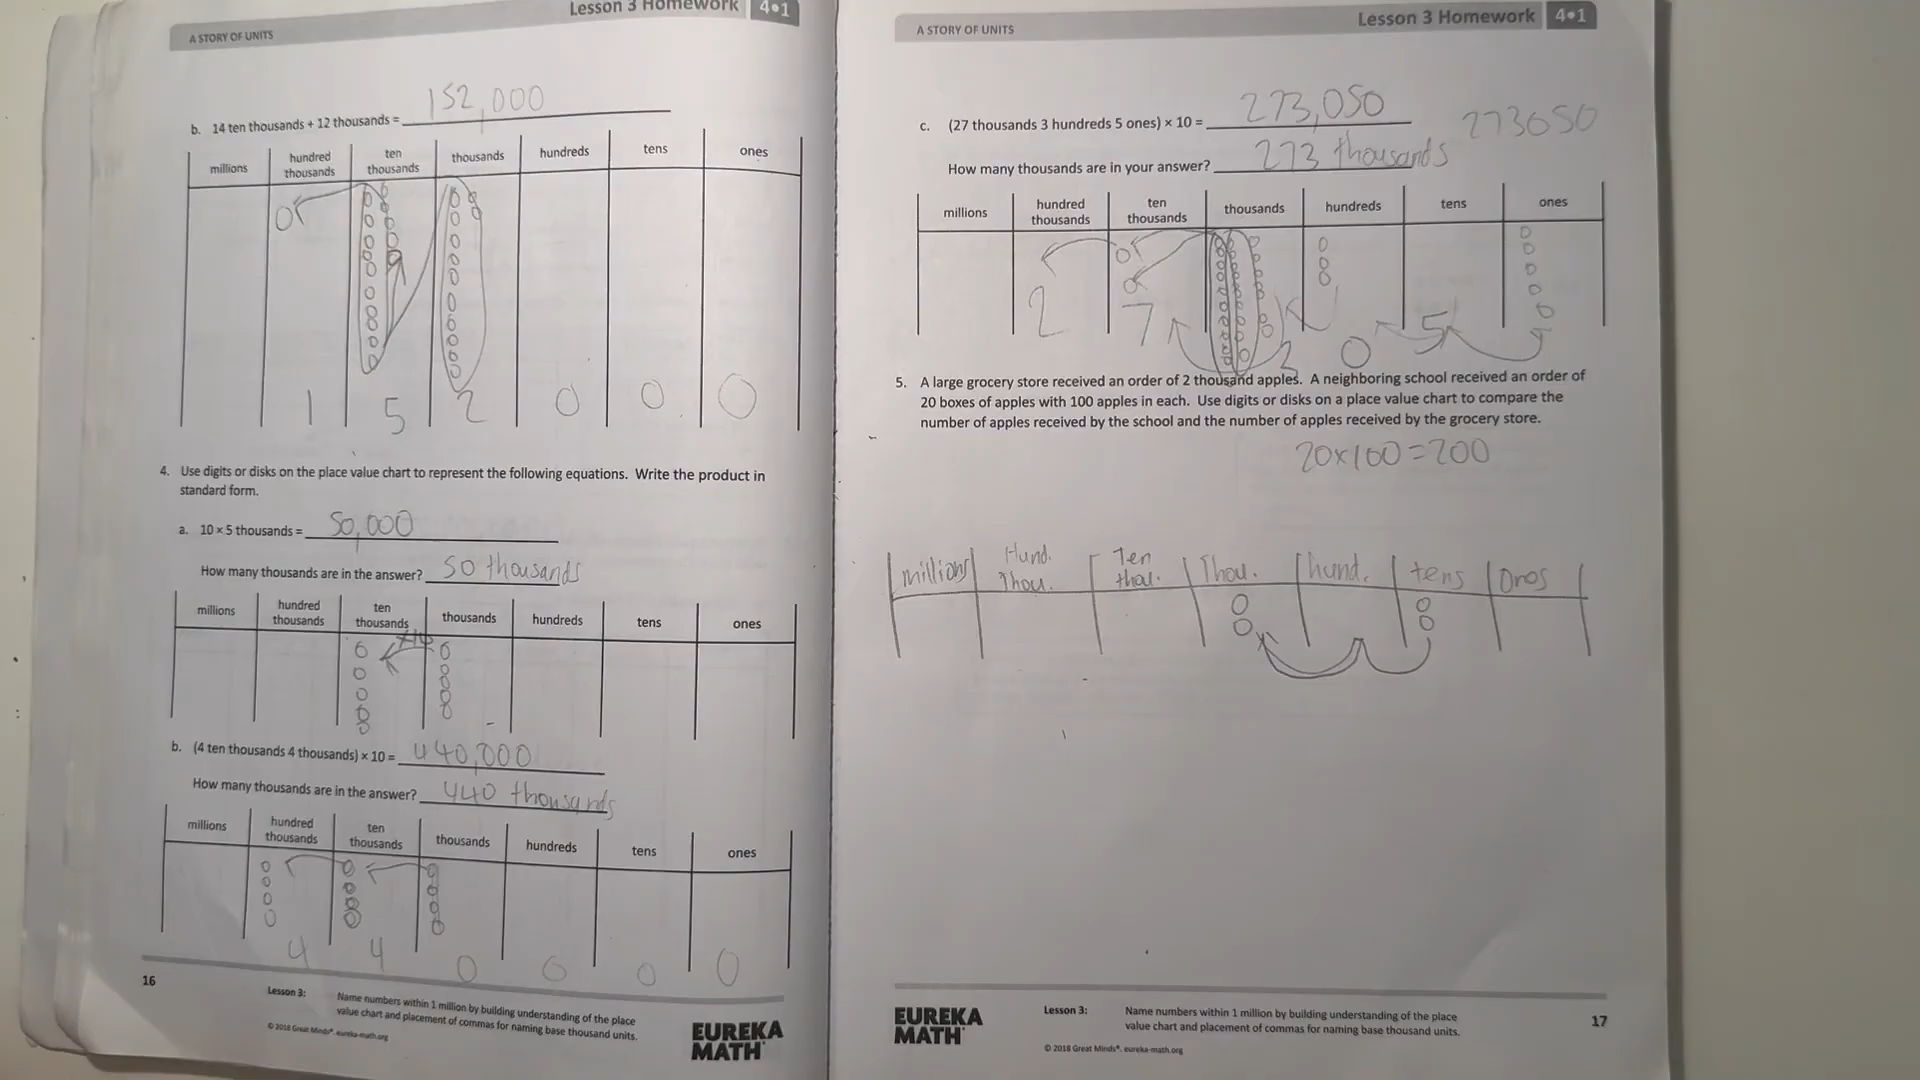 Lesson 3 Homework 4•1
A STORY OF UNITS
b. 14 ten thousands + 12 thousands = 152,000
millions hundred thousands ten thousands thousands hundreds tens ones
1 5 2 0 0 0
4. Use digits or disks on the place value chart to represent the following equations. Write the product in
standard form.
a. 10 × 5 thousands = 50,000
How many thousands are in the answer? 50 thousands
millions hundred thousands ten thousands thousands hundreds tens ones
×10
b. (4 ten thousands 4 thousands) × 10 = 440,000
How many thousands are in the answer? 440 thousands
millions hundred thousands ten thousands thousands hundreds tens ones
4 4 0 0 0 0
16
Lesson 3: Name numbers within 1 million by building understanding of the place
value chart and placement of commas for naming base thousand units.
© 2018 Great Minds®. eureka-math.org
EUREKA
MATH
A STORY OF UNITS
Lesson 3 Homework 4•1
c. (27 thousands 3 hundreds 5 ones) × 10 = 273,050 273050
How many thousands are in your answer? 273 thousands
millions hundred thousands ten thousands thousands hundreds tens ones
2 7 3 0 5
5. A large grocery store received an order of 2 thousand apples. A neighboring school received an order of
20 boxes of apples with 100 apples in each. Use digits or disks on a place value chart to compare the
number of apples received by the school and the number of apples received by the grocery store.
20×100=200
millions Hund. Thou. Ten thou. Thou. hund. tens Ones
EUREKA
MATH
Lesson 3: Name numbers within 1 million by building understanding of the place
value chart and placement of commas for naming base thousand units.
© 2018 Great Minds®. eureka-math.org
17